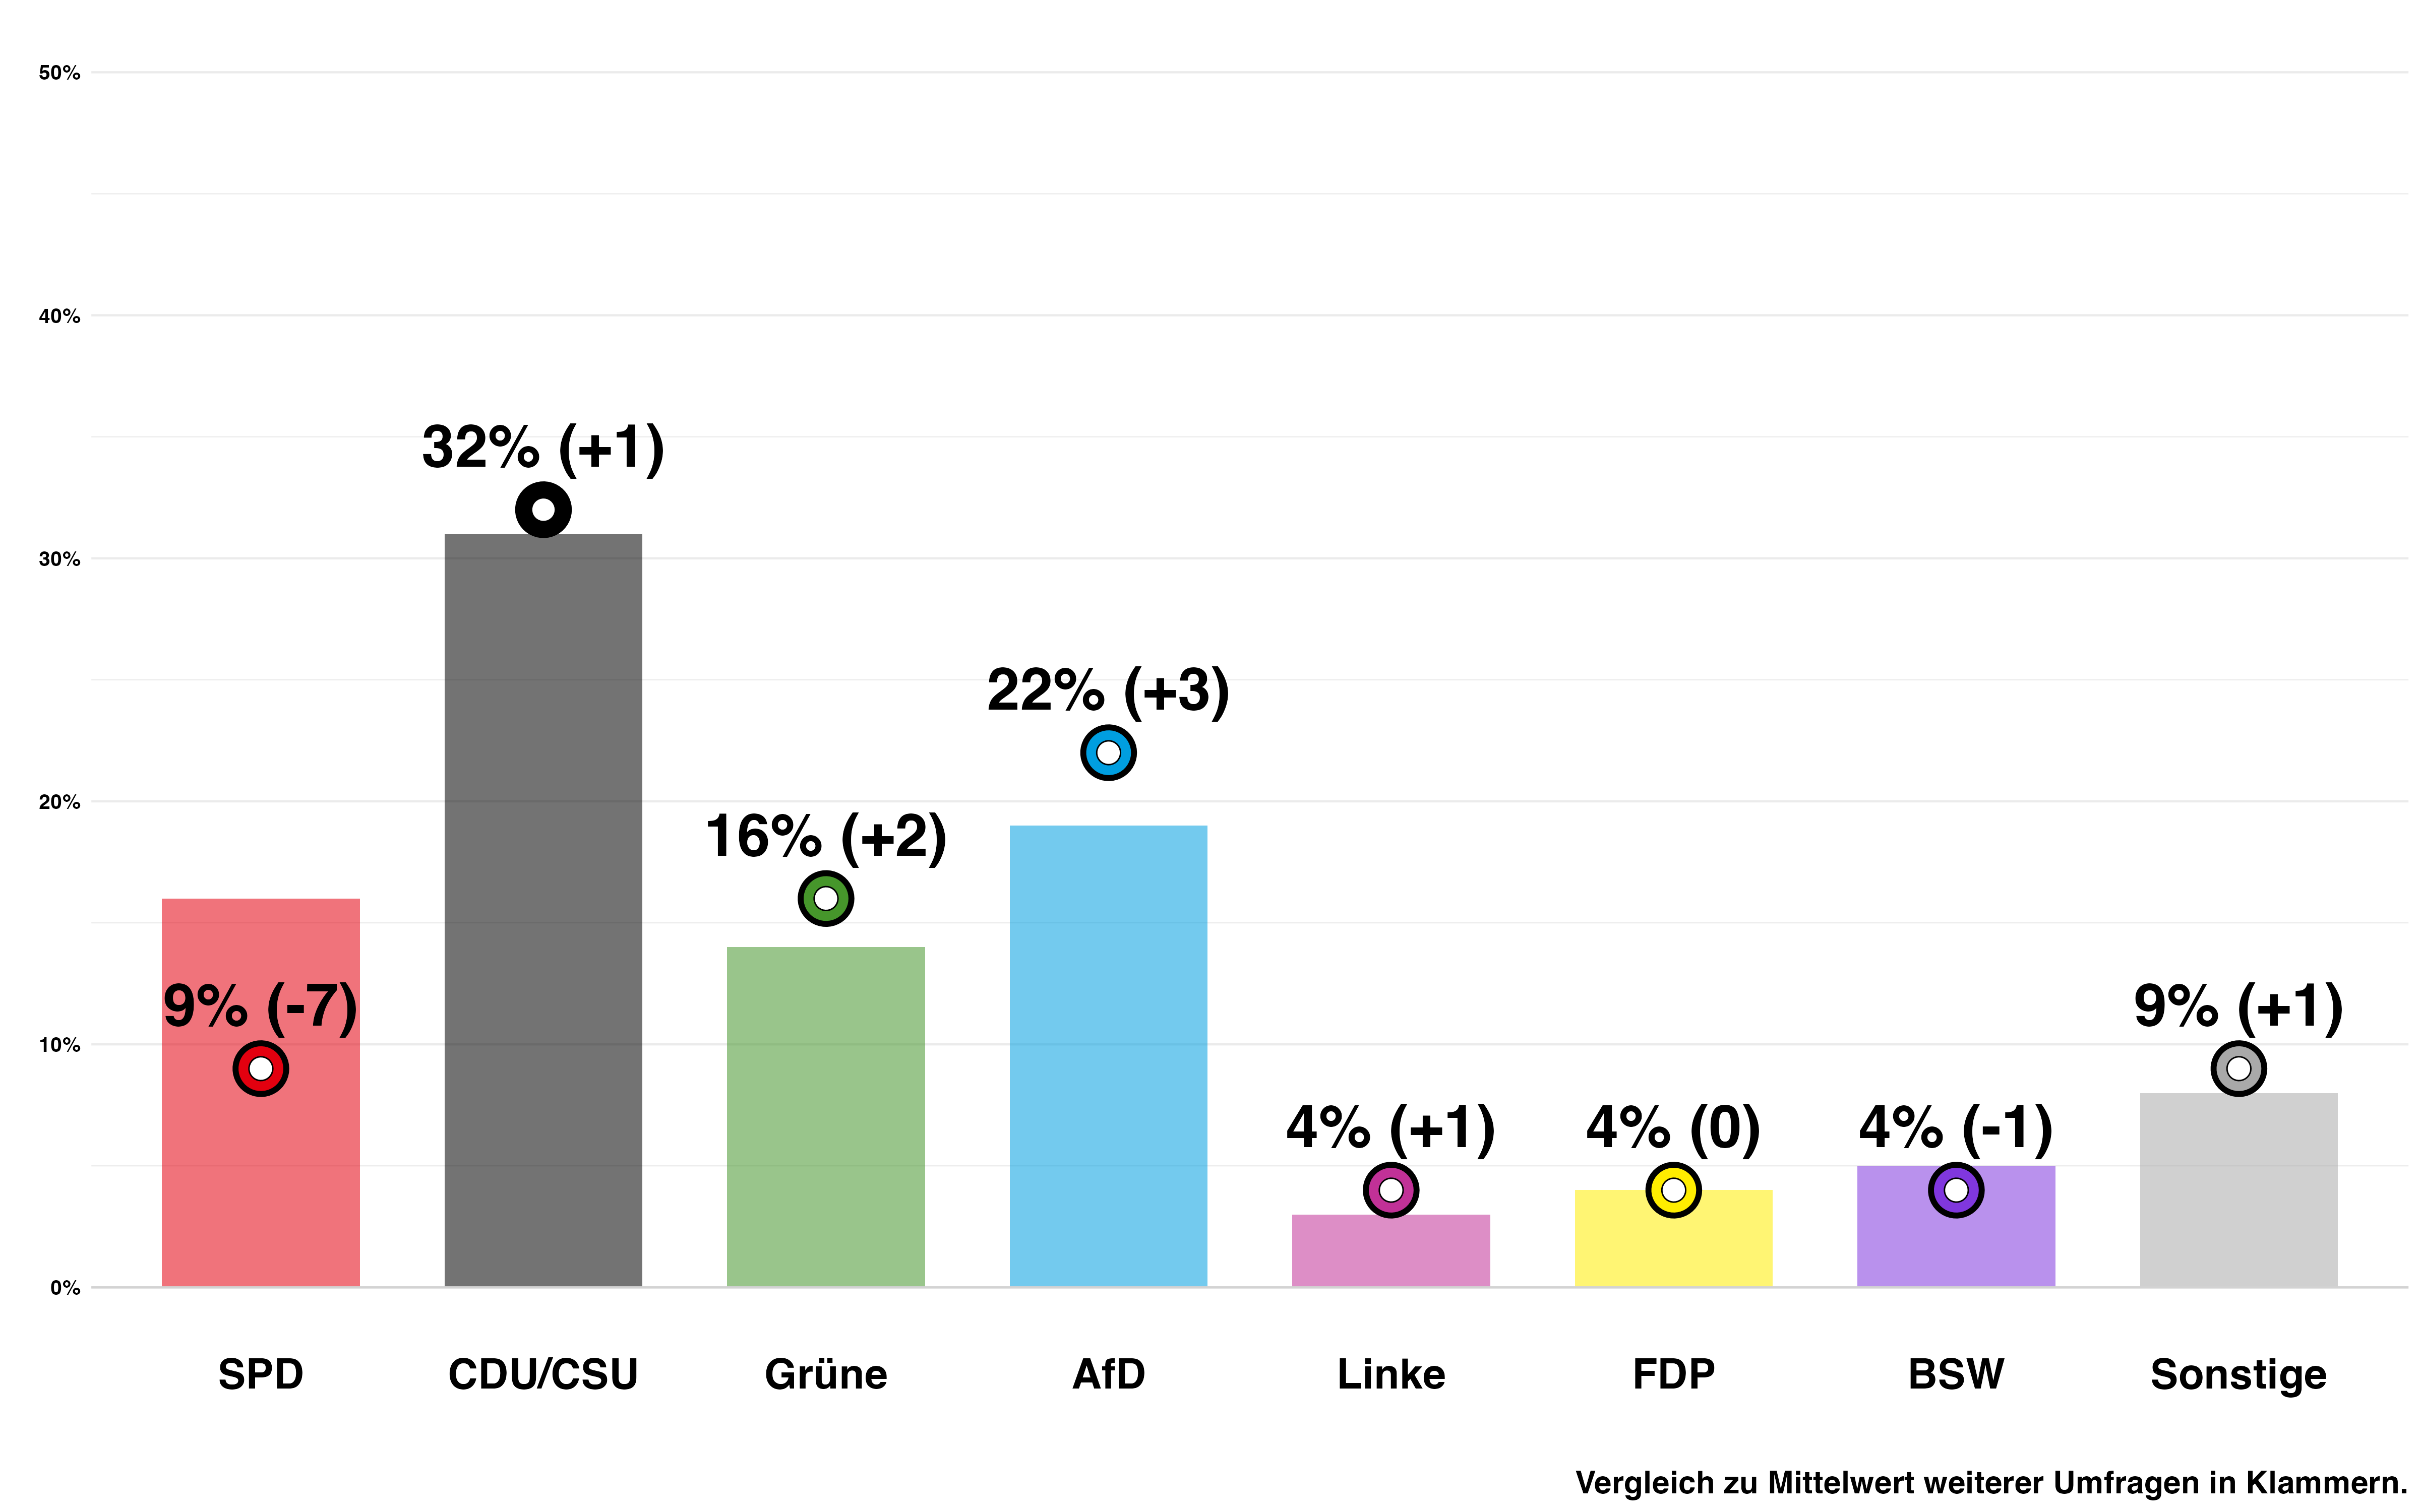 50%
40%
32% (+1)
30%
22% (+3)
20%
16% (+2)
9% (-7)
9% (+1)
10%
4% (+1)
4% (0)
4% (-1)
0%
SPD
CDU/CSU
Grüne
AfD
Linke
FDP
BSW
Sonstige
Vergleich zu Mittelwert weiterer Umfragen in Klammern.